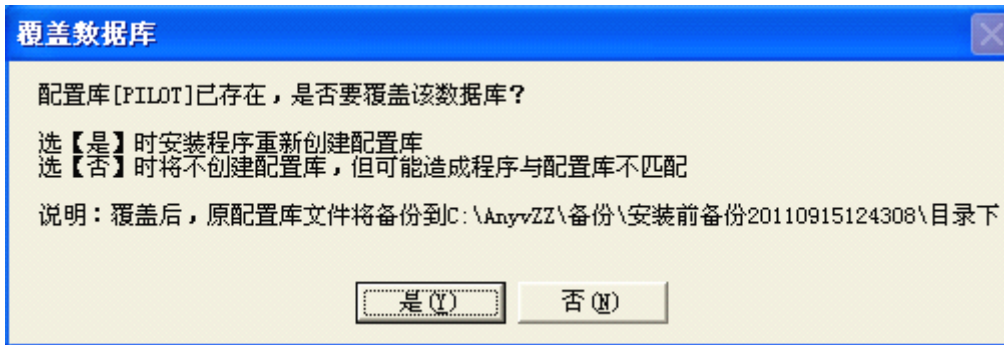 覆盖数据库
配置库[PILOT]已存在，是否要覆盖该数据库？
选【是】时安装程序重新创建配置库
选【否】时将不创建配置库，但可能造成程序与配置库不匹配
说明：覆盖后，原配置库文件将备份到C:\AnyvZZ\备份\安装前备份20110915124308\目录下
是(Y) 否(N)